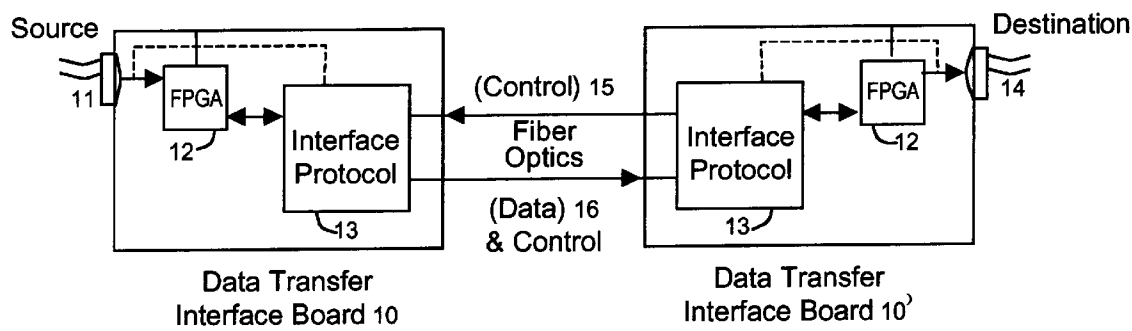 Source
11
FPGA
12
Interface
Protocol
13
(Control) 15
Fiber
Optics
(Data) 16
& Control
Destination
14
FPGA
12
Interface
Protocol
13
Data Transfer
Interface Board 10
Data Transfer
Interface Board 10'